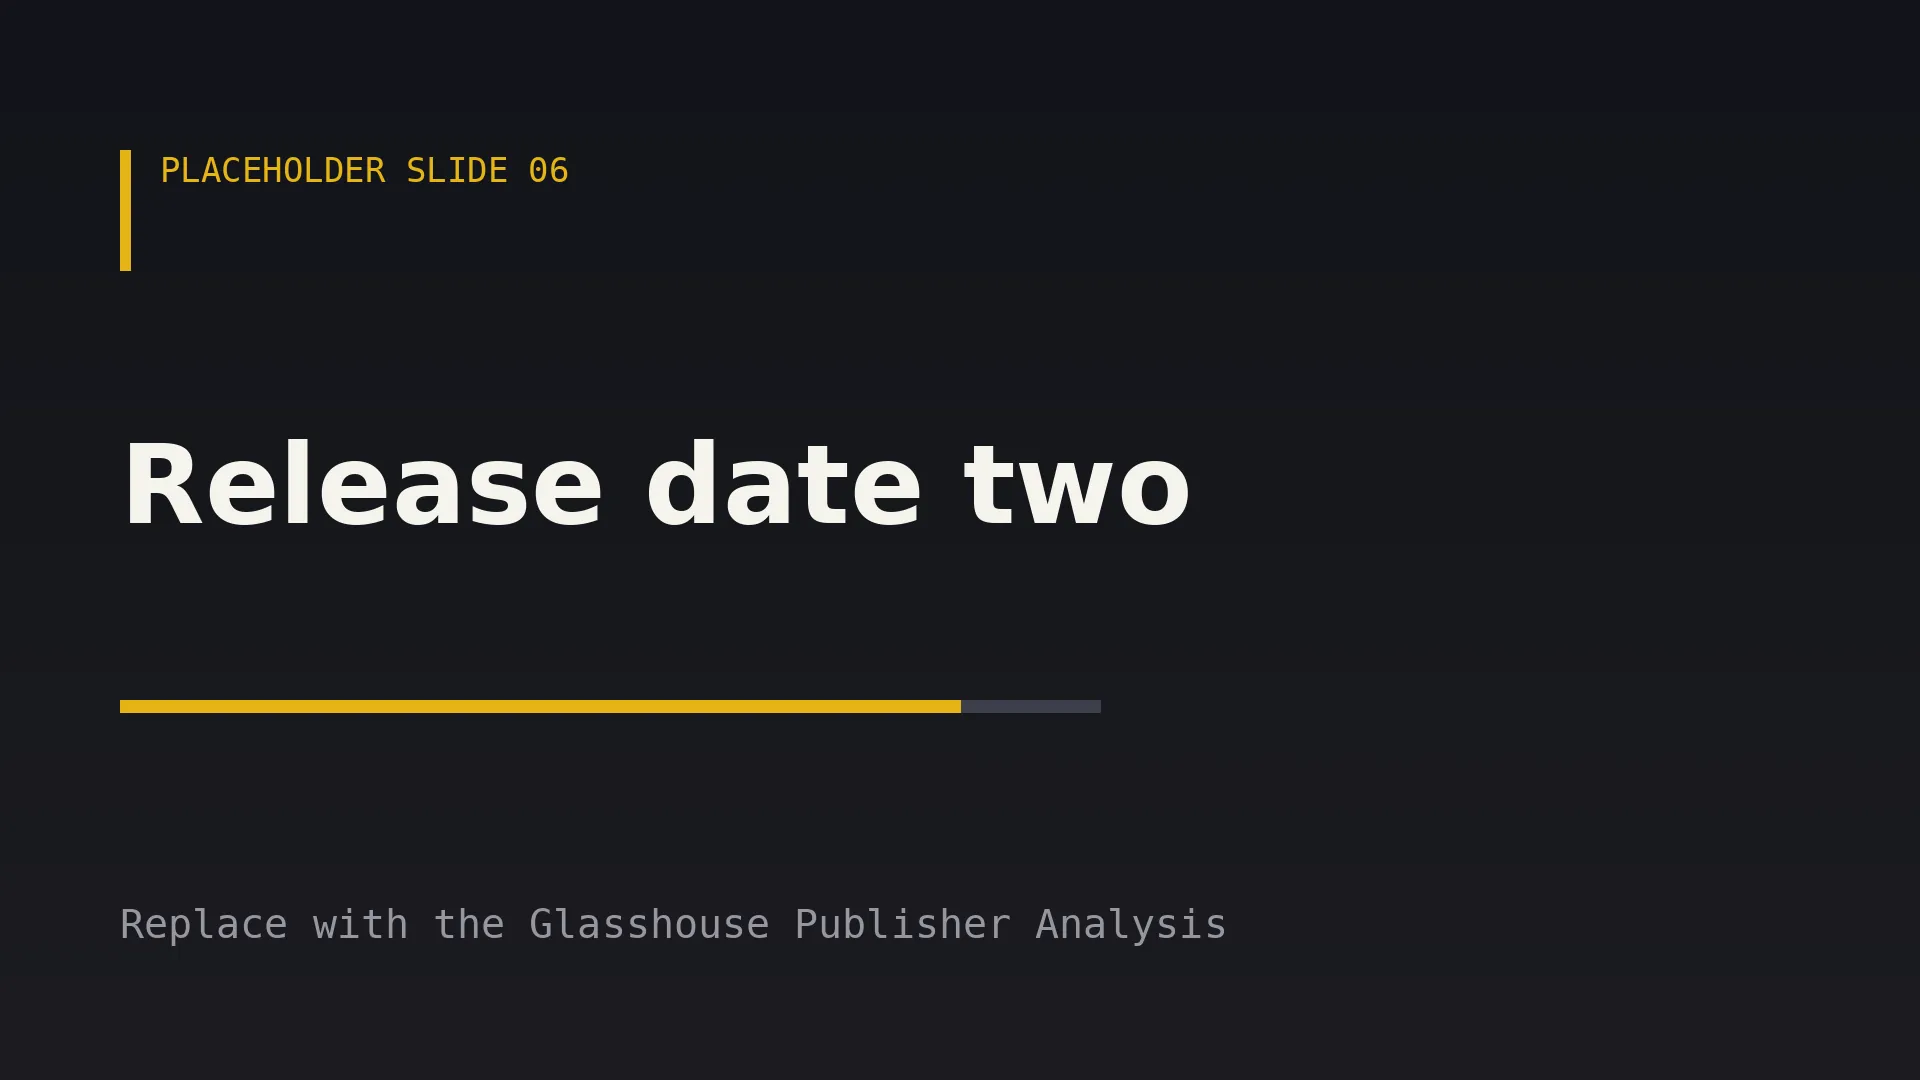 PLACEHOLDER SLIDE 06
Release date two
Replace with the Glasshouse Publisher Analysis